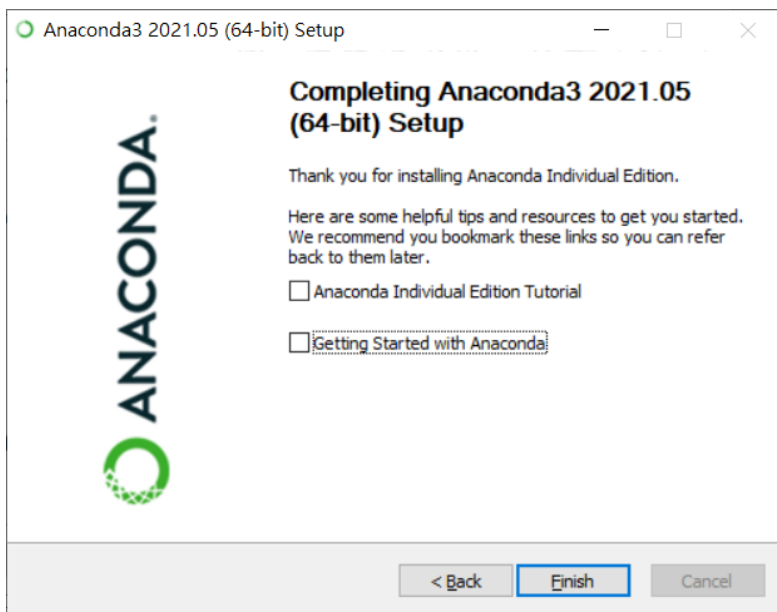 Anaconda3 2021.05 (64-bit) Setup
Completing Anaconda3 2021.05
(64-bit) Setup
ANACONDA.
Thank you for installing Anaconda Individual Edition.
Here are some helpful tips and resources to get you started.
We recommend you bookmark these links so you can refer
back to them later.
Anaconda Individual Edition Tutorial
Getting Started with Anaconda
< Back
Finish
Cancel